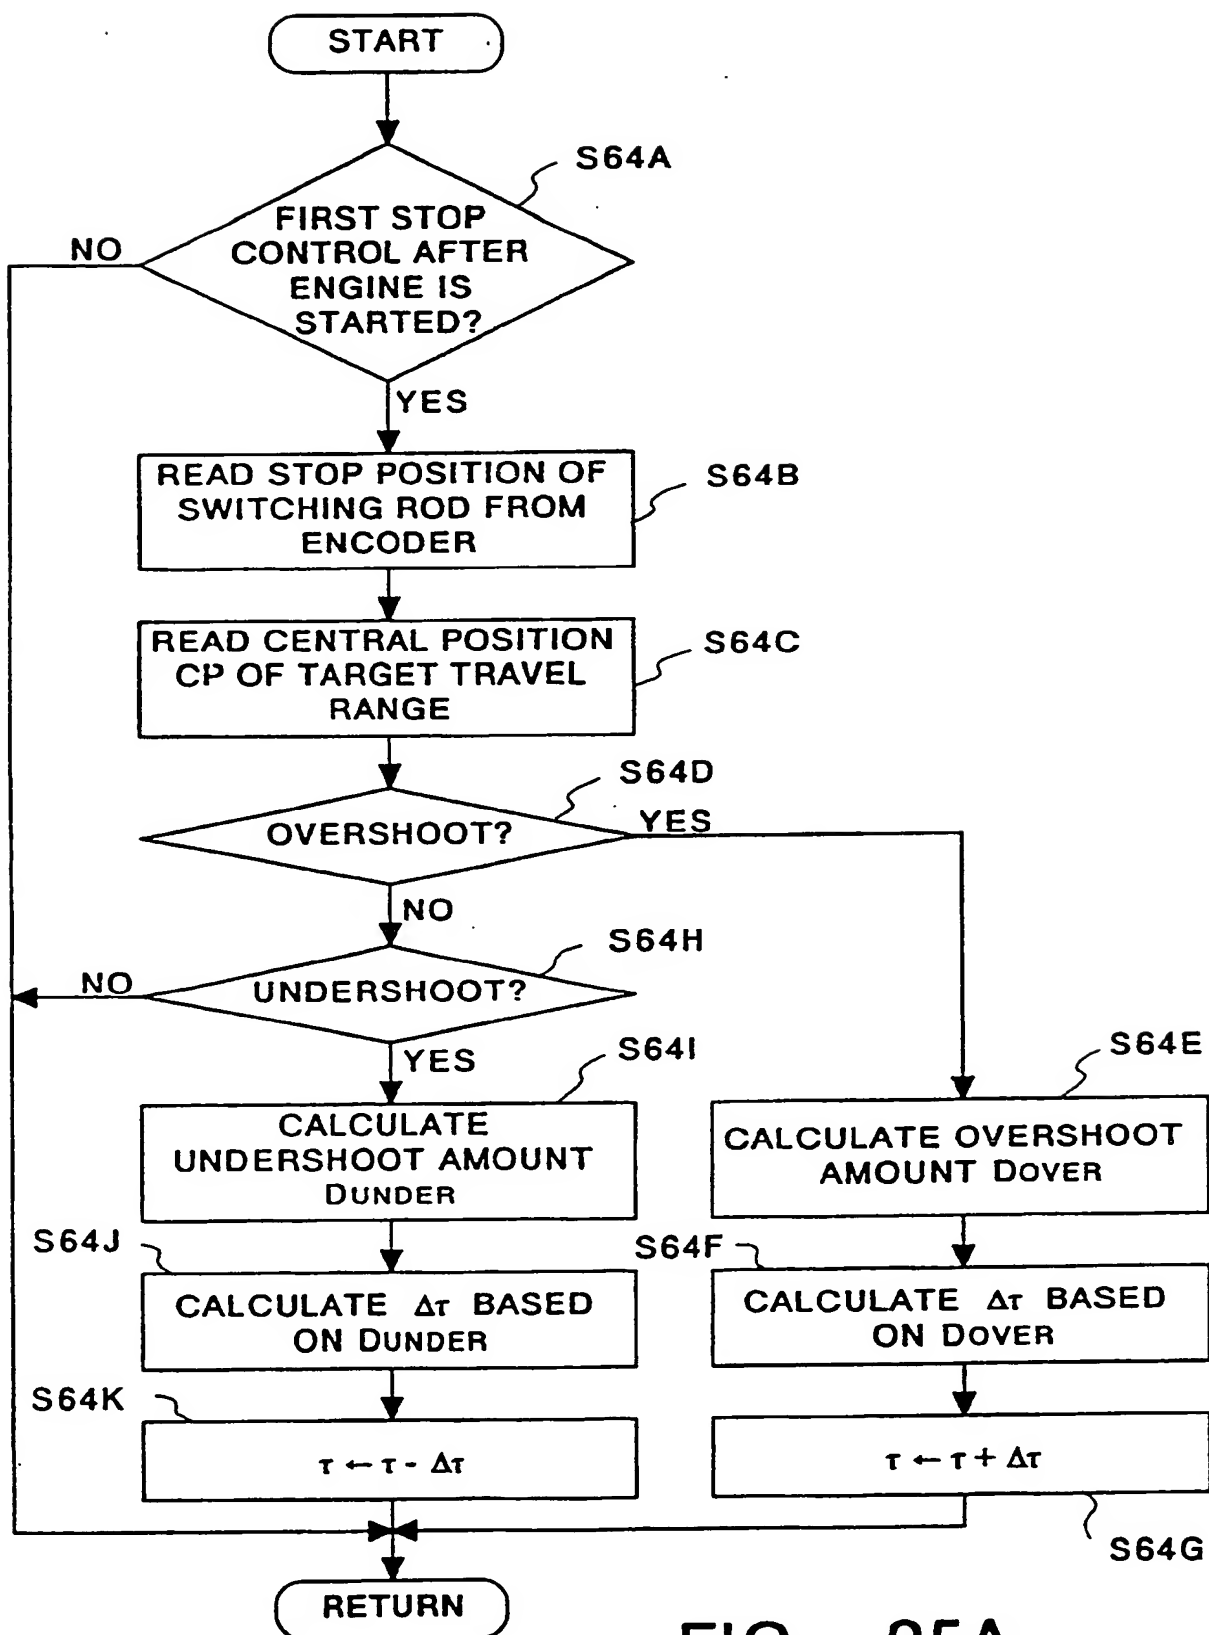 START
S64A
FIRST STOP
CONTROL AFTER
ENGINE IS
STARTED?
NO
YES
READ STOP POSITION OF
SWITCHING ROD FROM
ENCODER
S64B
READ CENTRAL POSITION
CP OF TARGET TRAVEL
RANGE
S64C
S64D
OVERSHOOT?
YES
NO
S64H
UNDERSHOOT?
NO
YES
S64I
CALCULATE
UNDERSHOOT AMOUNT
DUNDER
S64E
CALCULATE OVERSHOOT
AMOUNT DOVER
S64J
CALCULATE Δτ BASED
ON DUNDER
S64F
CALCULATE Δτ BASED
ON DOVER
S64K
τ ← τ - Δτ
τ ← τ + Δτ
S64G
RETURN